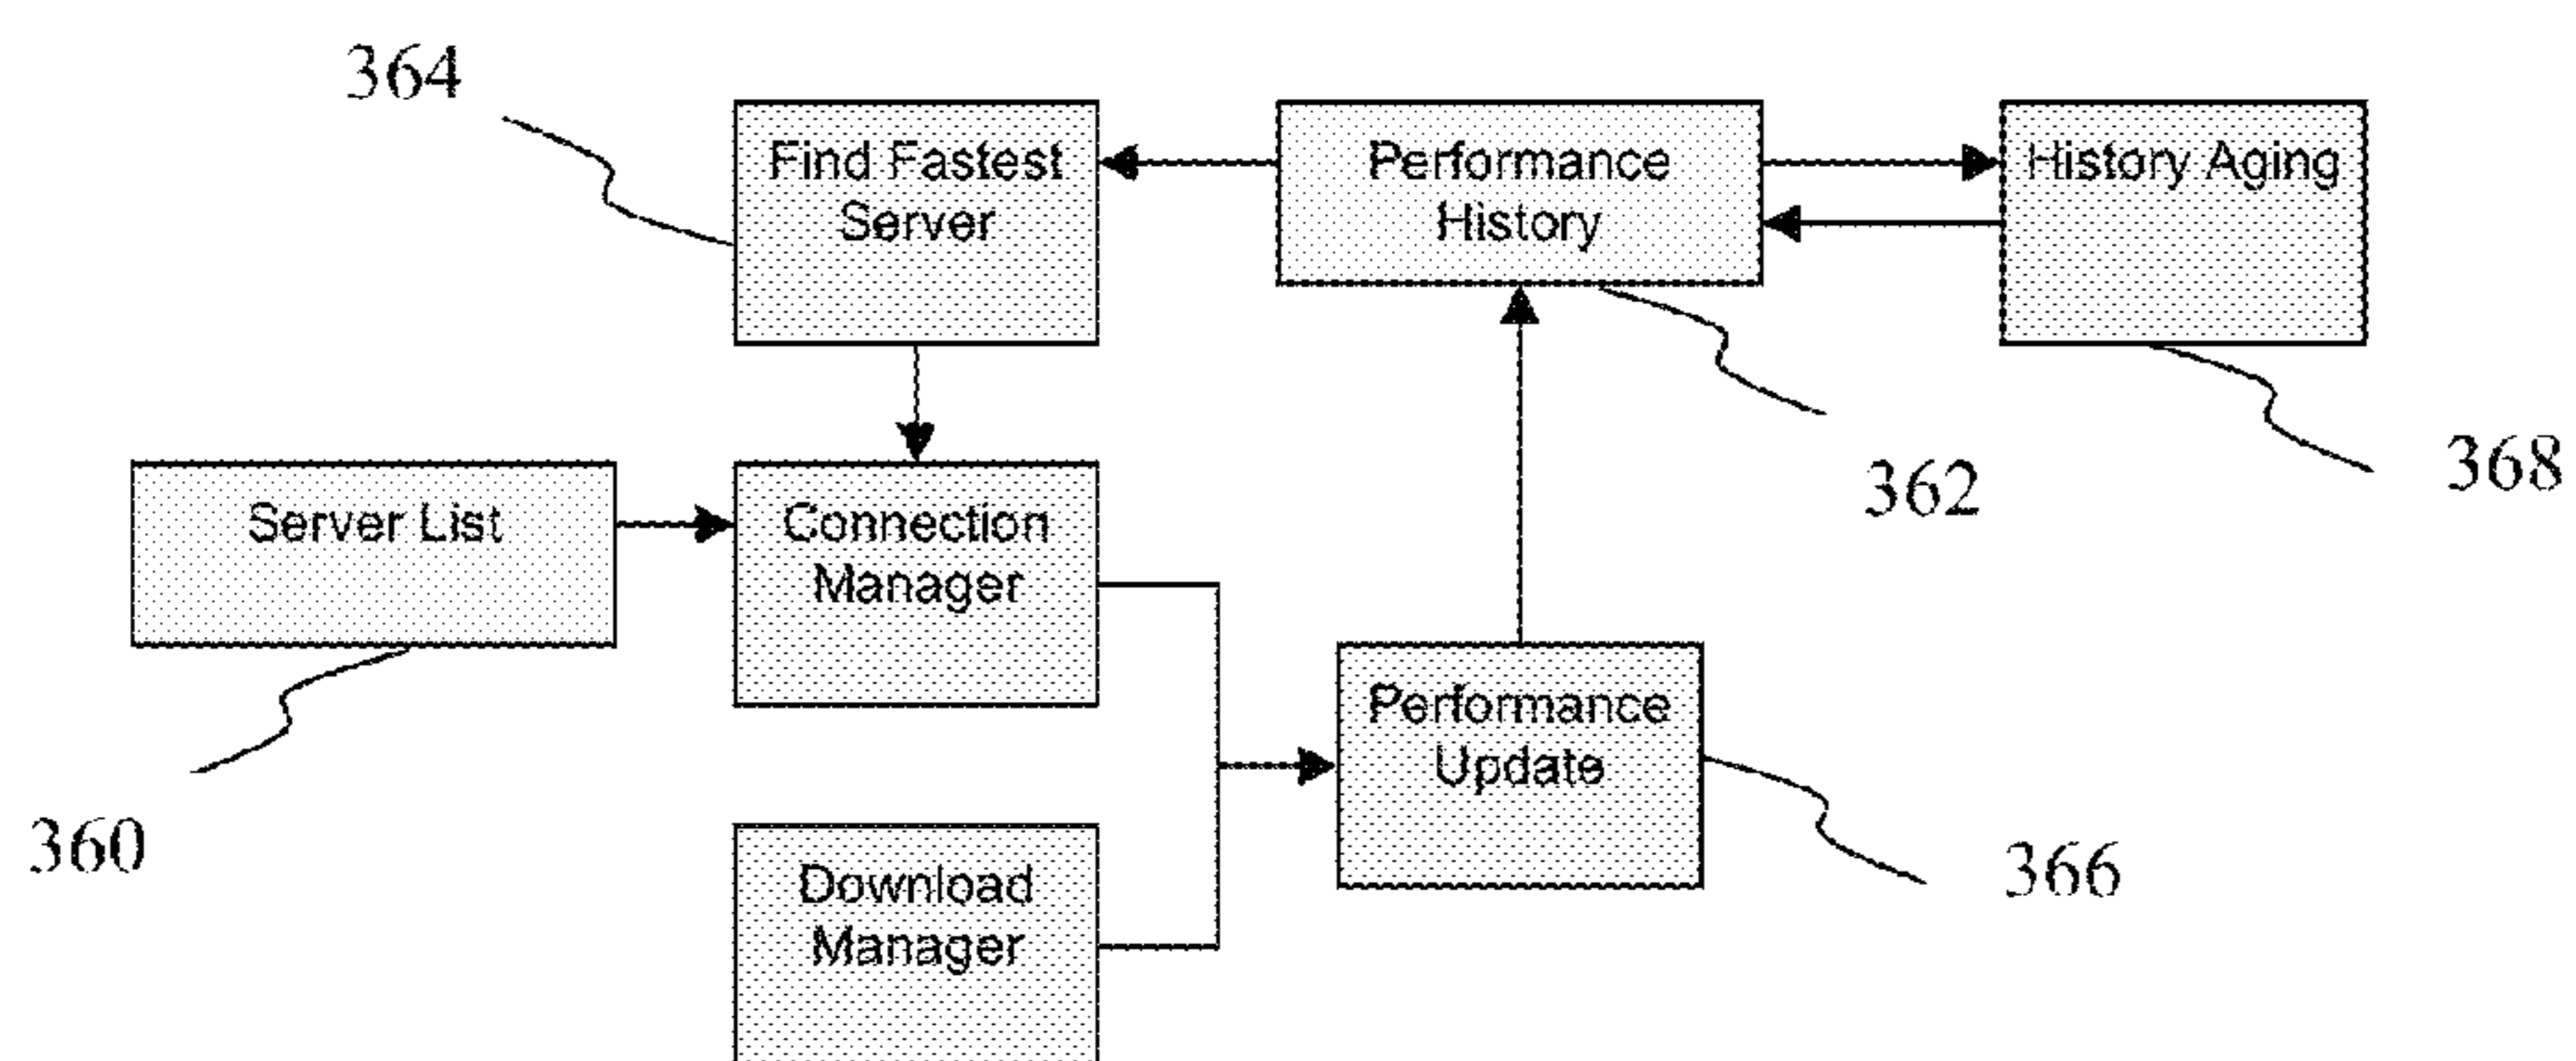 364
Find Fastest
Server
Performance
History
History Aging
362
368
Server List
Connection
Manager
360
Performance
Update
366
Download
Manager